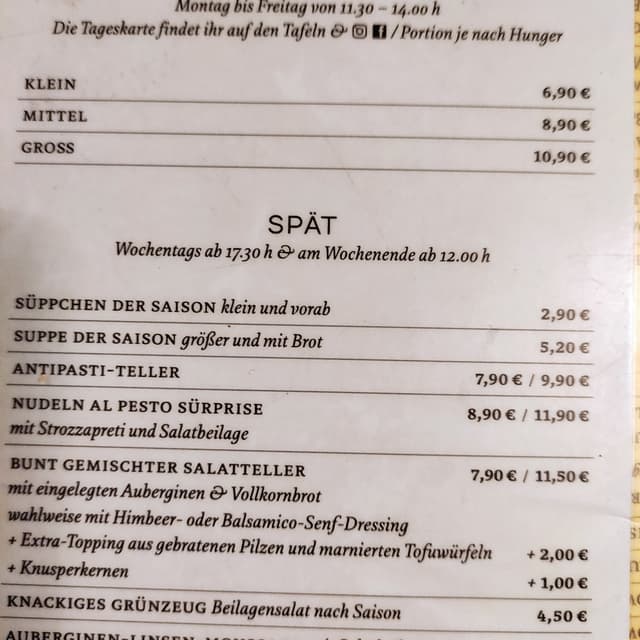 Montag bis Freitag von 11.30 – 14.00 h
Die Tageskarte findet ihr auf den Tafeln & / Portion je nach Hunger
KLEIN 6,90 €
MITTEL 8,90 €
GROSS 10,90 €
SPÄT
Wochentags ab 17.30 h & am Wochenende ab 12.00 h
SÜPPCHEN DER SAISON klein und vorab 2,90 €
SUPPE DER SAISON größer und mit Brot 5,20 €
ANTIPASTI-TELLER 7,90 € / 9,90 €
NUDELN AL PESTO SÜRPRISE 8,90 € / 11,90 €
mit Strozzapreti und Salatbeilage
BUNT GEMISCHTER SALATTELLER 7,90 € / 11,50 €
mit eingelegten Auberginen & Vollkornbrot
wahlweise mit Himbeer- oder Balsamico-Senf-Dressing
+ Extra-Topping aus gebratenen Pilzen und marnierten Tofuwürfeln + 2,00 €
+ Knusperkernen + 1,00 €
KNACKIGES GRÜNZEUG Beilagensalat nach Saison 4,50 €
AUBERGINEN-LINSEN-